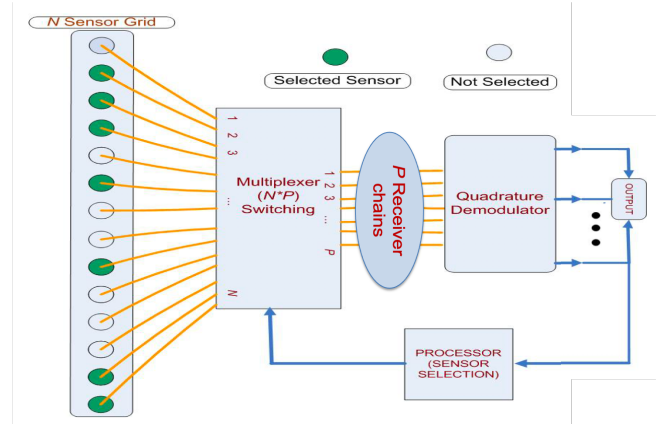 N Sensor Grid
Selected Sensor
Not Selected
1
2
3
...
N
Multiplexer
(N*P)
Switching
1
2
3
...
P
P Receiver
chains
Quadrature
Demodulator
OUTPUT
PROCESSOR
(SENSOR
SELECTION)